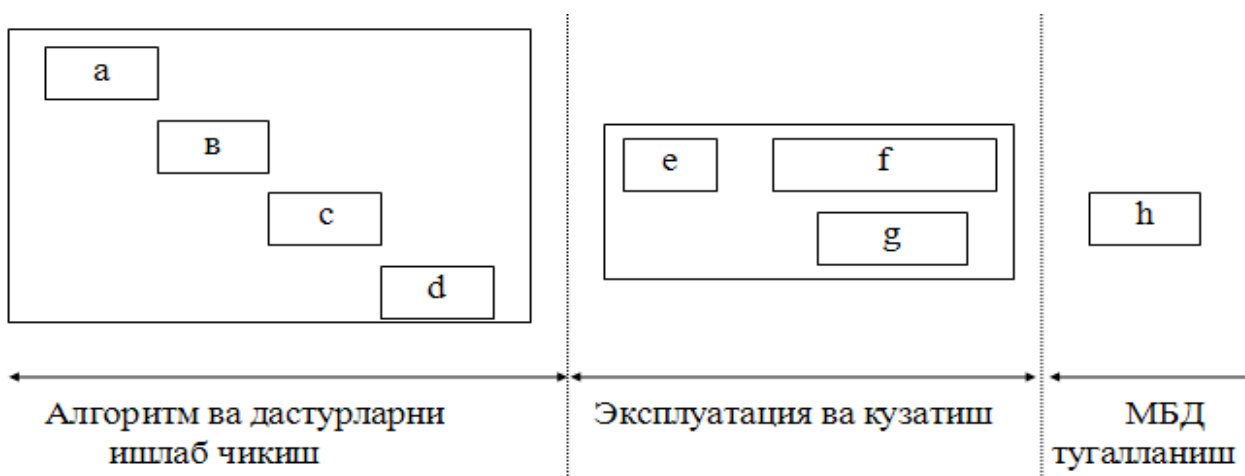 a
в
c
d
e
f
g
h
Алгоритм ва дастурларни
ишлаб чикиш
Эксплуатация ва кузатиш
МБД
тугалланиш